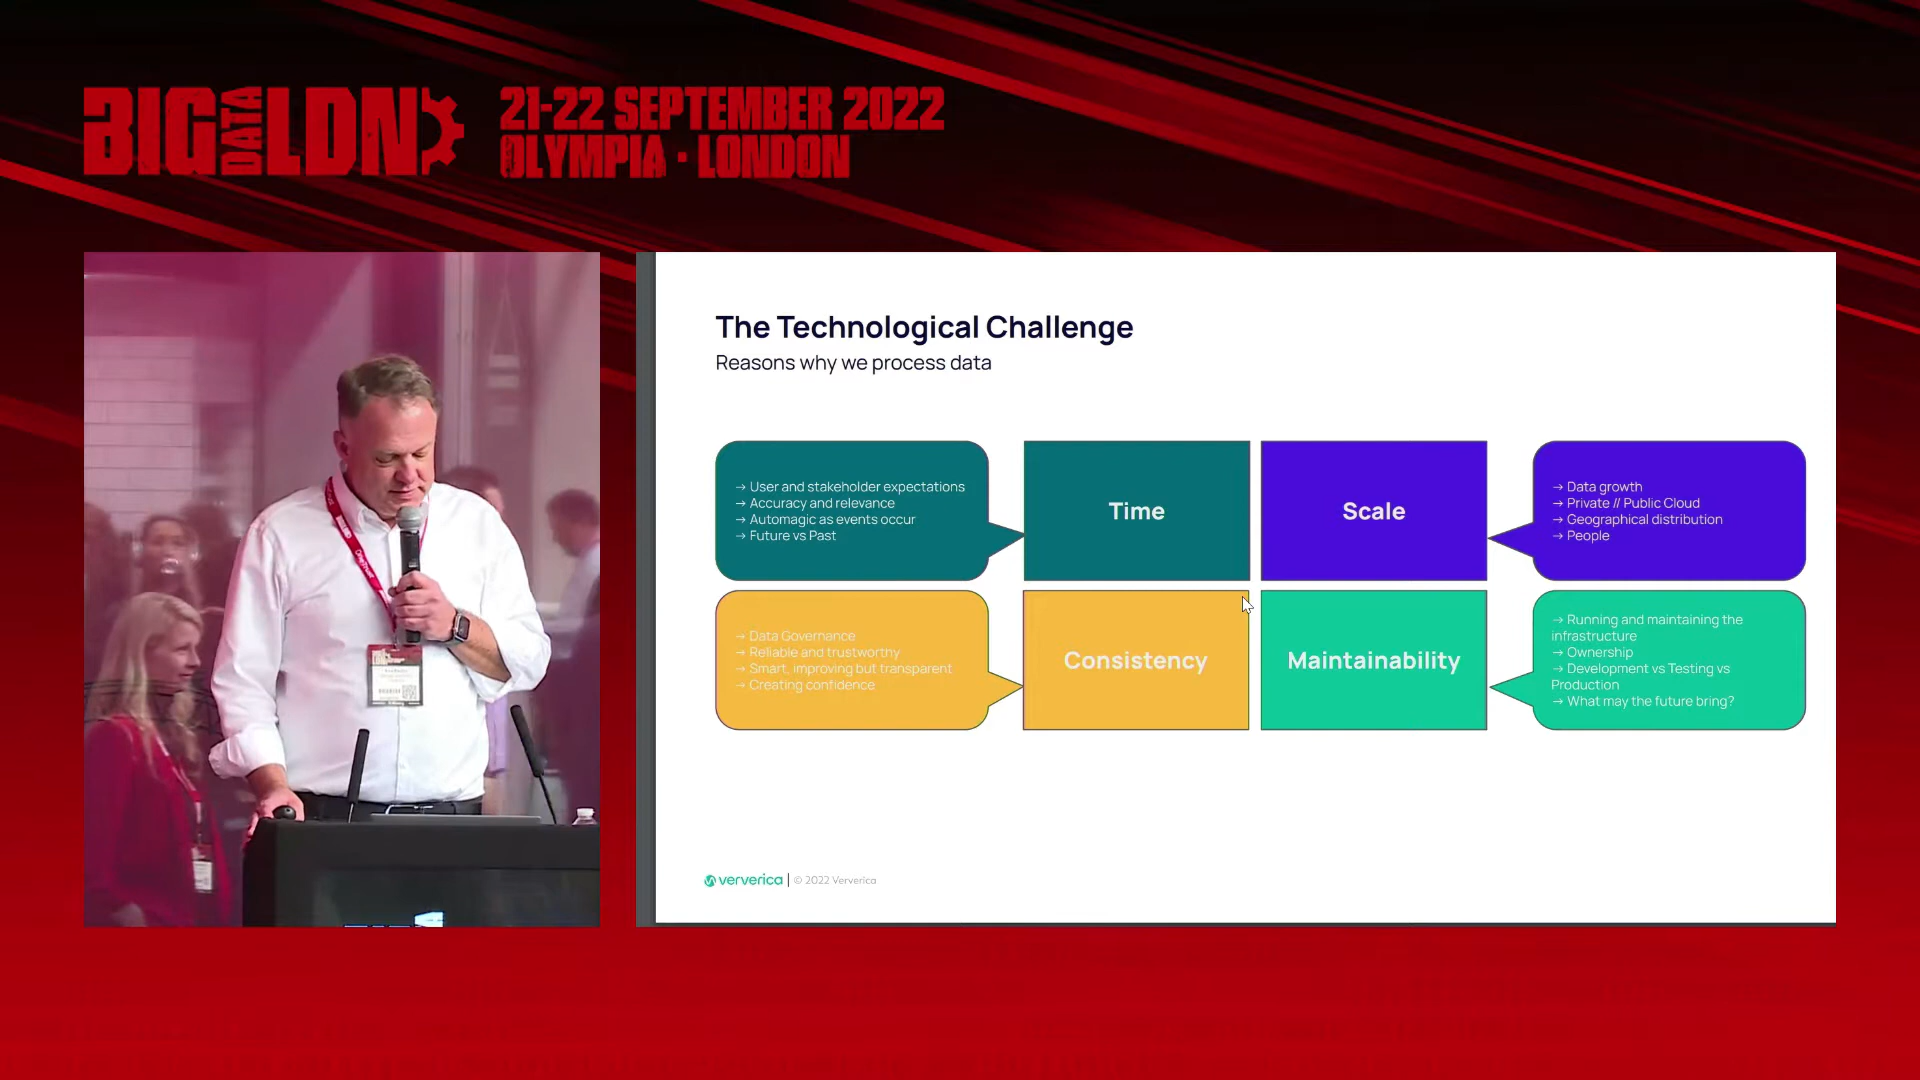 BIG DATA LDN
21-22 SEPTEMBER 2022
OLYMPIA · LONDON
The Technological Challenge
Reasons why we process data
→ User and stakeholder expectations
→ Accuracy and relevance
→ Automagic as events occur
→ Future vs Past
Time
Scale
→ Data growth
→ Private // Public Cloud
→ Geographical distribution
→ People
→ Data Governance
→ Reliable and trustworthy
→ Smart, improving but transparent
→ Creating confidence
Consistency
Maintainability
→ Running and maintaining the
infrastructure
→ Ownership
→ Development vs Testing vs
Production
→ What may the future bring?
ververica | © 2022 Ververica